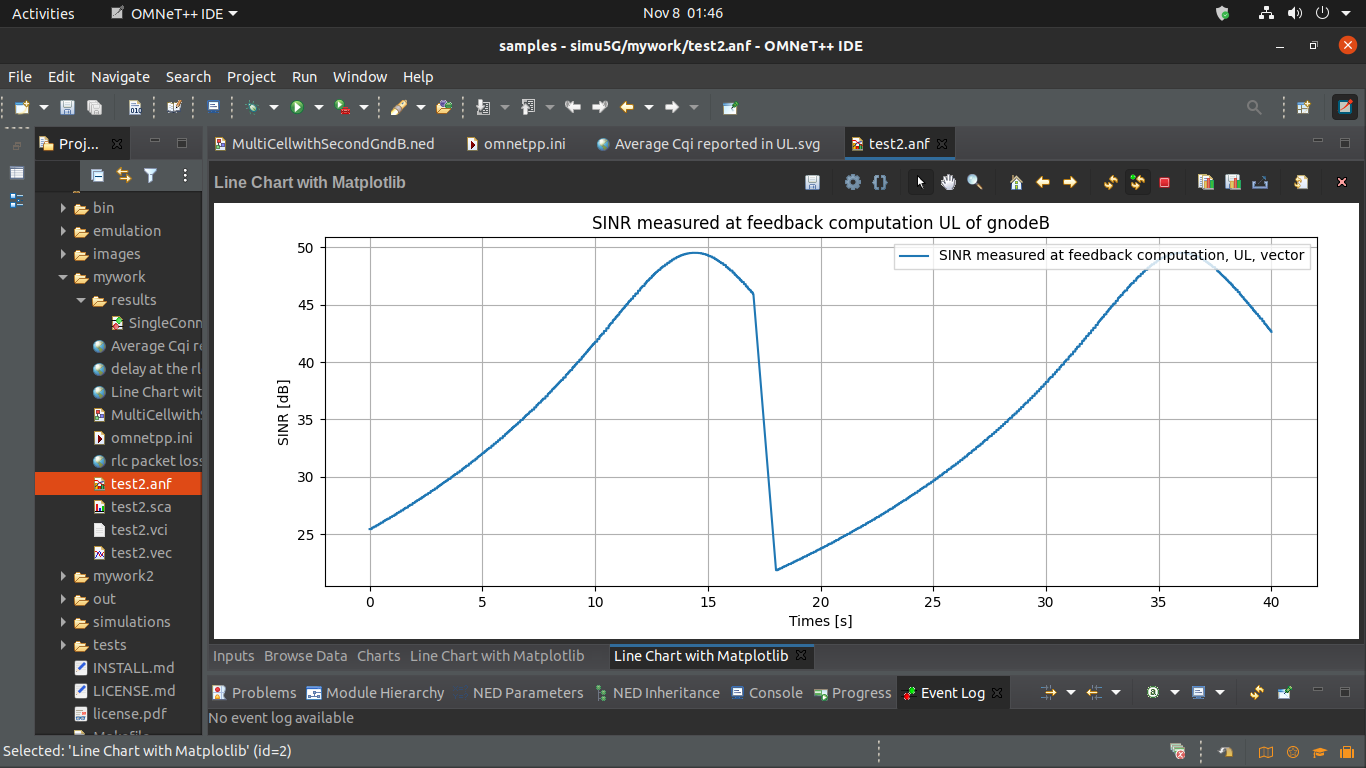 Activities OMNeT++ IDE Nov 8 01:46
samples - simu5G/mywork/test2.anf - OMNeT++ IDE
File Edit Navigate Search Project Run Window Help
Proj...
MultiCellwithSecondGndB.ned omnetpp.ini Average Cqi reported in UL.svg test2.anf
Line Chart with Matplotlib
bin
emulation
images
mywork
results
SingleConn
Average Cqi re
delay at the rl
Line Chart wit
MultiCellwithS
omnetpp.ini
rlc packet loss
test2.anf
test2.sca
test2.vci
test2.vec
mywork2
out
simulations
tests
INSTALL.md
LICENSE.md
license.pdf
SINR measured at feedback computation UL of gnodeB
SINR measured at feedback computation, UL, vector
SINR [dB]
50
45
40
35
30
25
0 5 10 15 20 25 30 35 40
Times [s]
Inputs Browse Data Charts Line Chart with Matplotlib Line Chart with Matplotlib
Problems Module Hierarchy NED Parameters NED Inheritance Console Progress Event Log
No event log available
Selected: 'Line Chart with Matplotlib' (id=2)